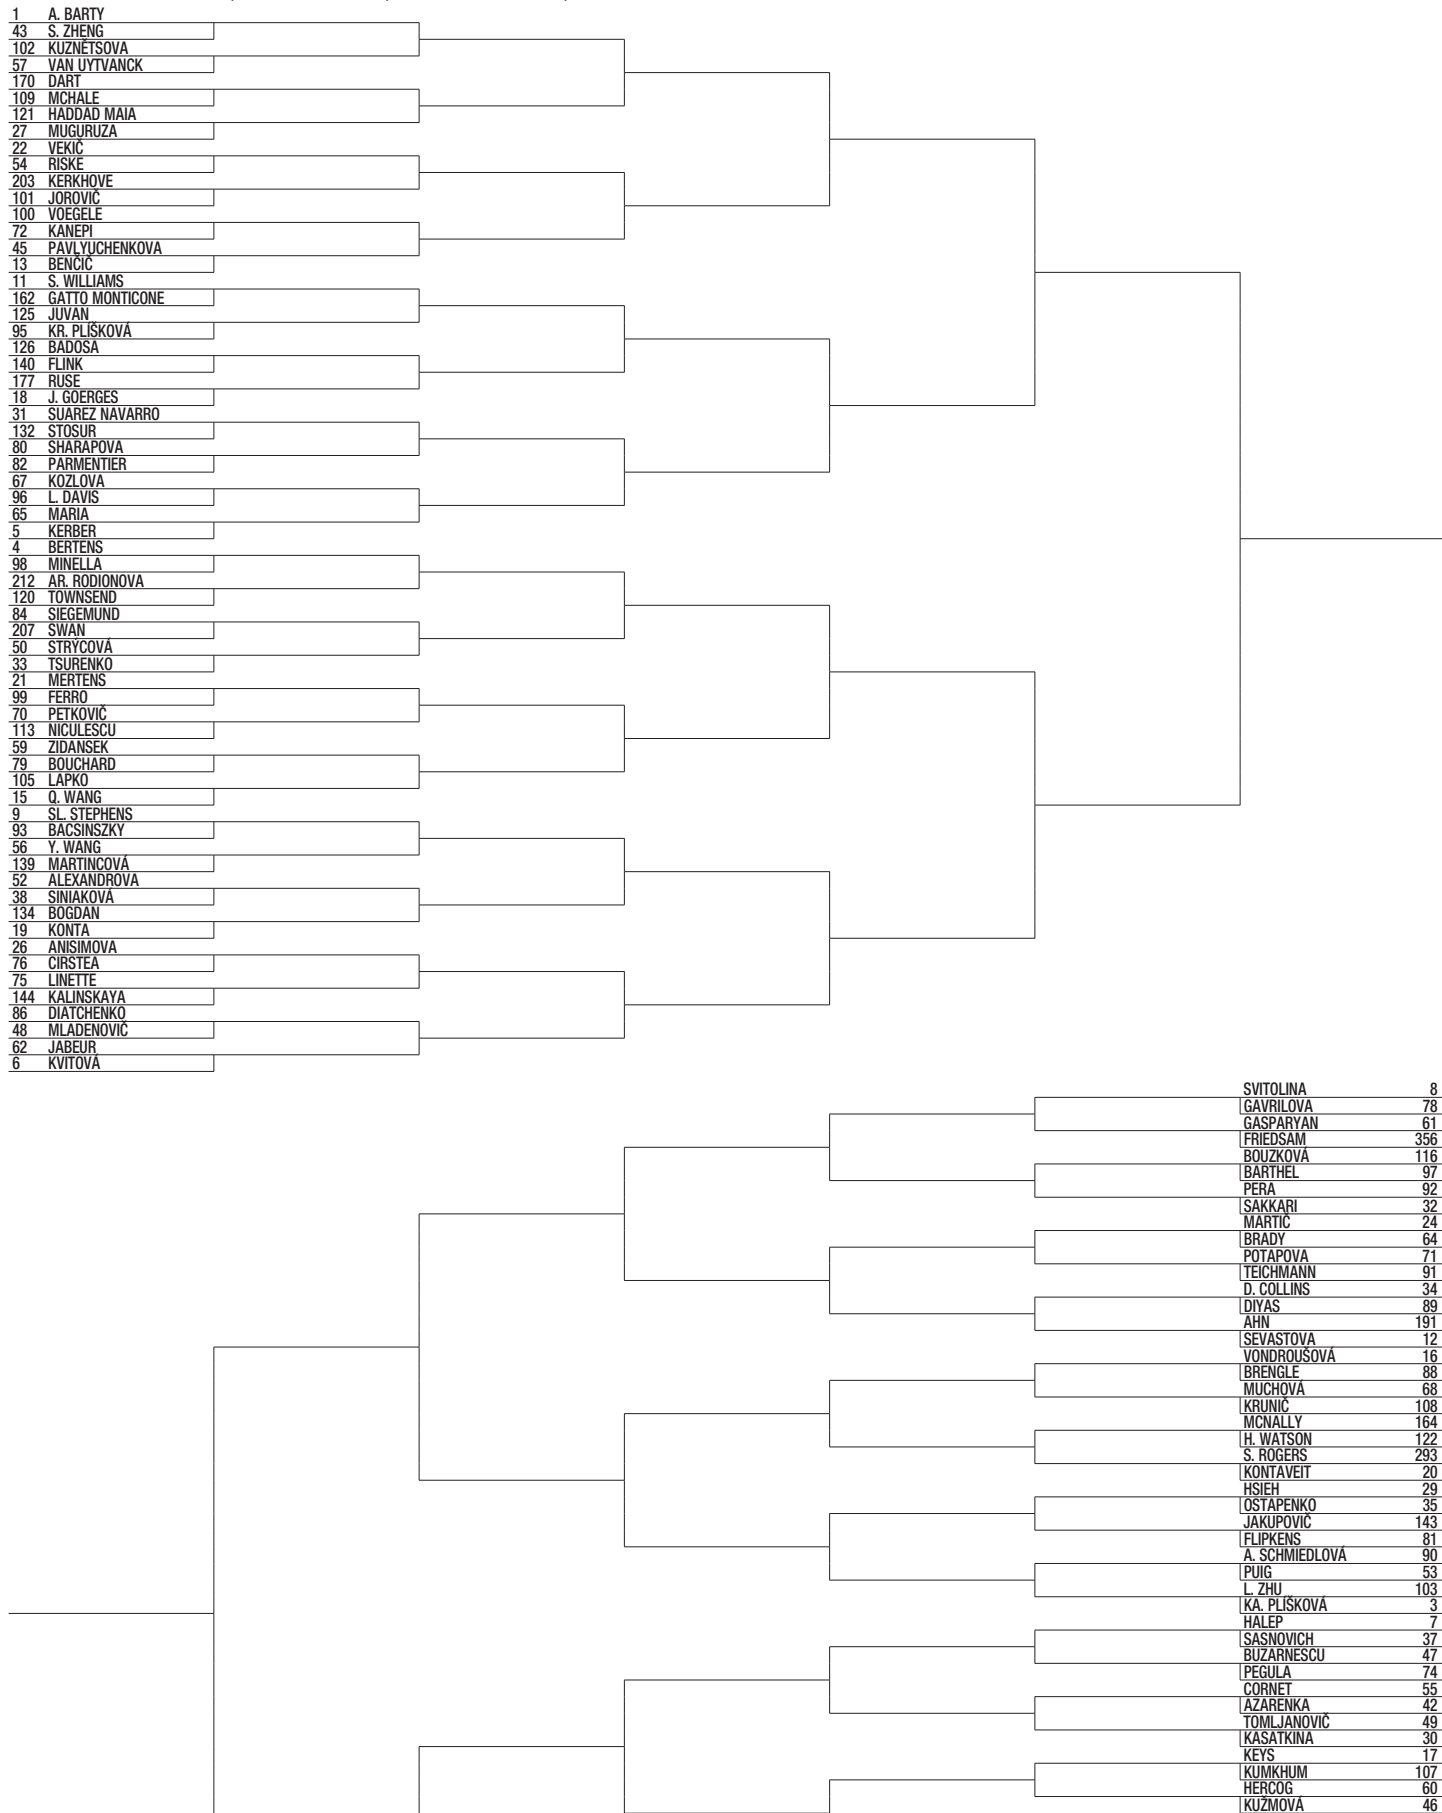 1 A. BARTY
43 S. ZHENG
102 KUZNĚTSOVA
57 VAN UYTVANCK
170 DART
109 MCHALE
121 HADDAD MAIA
27 MUGURUZA
22 VEKIČ
54 RISKE
203 KERKHOVE
101 JOROVIČ
100 VOEGELE
72 KANEPI
45 PAVLYUCHENKOVA
13 BENČIČ
11 S. WILLIAMS
162 GATTO MONTICONE
125 JUVAN
95 KR. PLÍŠKOVÁ
126 BADOSA
140 FLINK
177 RUSE
18 J. GOERGES
31 SUAREZ NAVARRO
132 STOSUR
80 SHARAPOVA
82 PARMENTIER
67 KOZLOVA
96 L. DAVIS
65 MARIA
5 KERBER
4 BERTENS
98 MINELLA
212 AR. RODIONOVA
120 TOWNSEND
84 SIEGEMUND
207 SWAN
50 STRÝCOVÁ
33 TSURENKO
21 MERTENS
99 FERRO
70 PETKOVIČ
113 NICULESCU
59 ZIDANSEK
79 BOUCHARD
105 LAPKO
15 Q. WANG
9 SL. STEPHENS
93 BACSINSZKY
56 Y. WANG
139 MARTINCOVÁ
52 ALEXANDROVA
38 SINIAKOVÁ
134 BOGDAN
19 KONTA
26 ANISIMOVA
76 CIRSTEA
75 LINETTE
144 KALINSKAYA
86 DIATCHENKO
48 MLADENOVIČ
62 JABEUR
6 KVITOVÁ
SVITOLINA 8
GAVRILOVA 78
GASPARYAN 61
FRIEDSAM 356
BOUZKOVÁ 116
BARTHEL 97
PERA 92
SAKKARI 32
MARTIČ 24
BRADY 64
POTAPOVA 71
TEICHMANN 91
D. COLLINS 34
DIYAS 89
AHN 191
SEVASTOVA 12
VONDROUŠOVÁ 16
BRENGLE 88
MUCHOVÁ 68
KRUNIČ 108
MCNALLY 164
H. WATSON 122
S. ROGERS 293
KONTAVEIT 20
HSIEH 29
OSTAPENKO 35
JAKUPOVIČ 143
FLIPKENS 81
A. SCHMIEDLOVÁ 90
PUIG 53
L. ZHU 103
KA. PLÍŠKOVÁ 3
HALEP 7
SASNOVICH 37
BUZARNESCU 47
PEGULA 74
CORNET 55
AZARENKA 42
TOMLJANOVIČ 49
KASATKINA 30
KEYS 17
KUMKHUM 107
HERCOG 60
KUŽMOVÁ 46